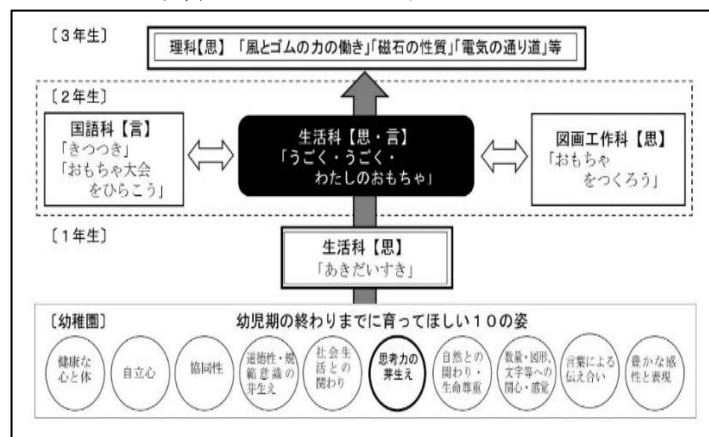 〔3年生〕
理科【思】 「風とゴムの力の働き」「磁石の性質」「電気の通り道」等
〔2年生〕
国語科【言】
「きつつき」
「おもちゃ大会
をひらこう」
生活科【思・言】
「うごく・うごく・
わたしのおもちゃ」
図画工作科【思】
「おもちゃ
をつくろう」
〔1年生〕
生活科【思】
「あきだいすき」
〔幼稚園〕
幼児期の終わりまでに育ってほしい10の姿
健康な
心と体
自立心
協同性
道徳性・規
範意識の
芽生え
社会生
活との
関わり
思考力の
芽生え
自然との
関わり・
生命尊重
数量・図形、
文字等への
関心・感覚
言葉による
伝え合い
豊かな感
性と表現